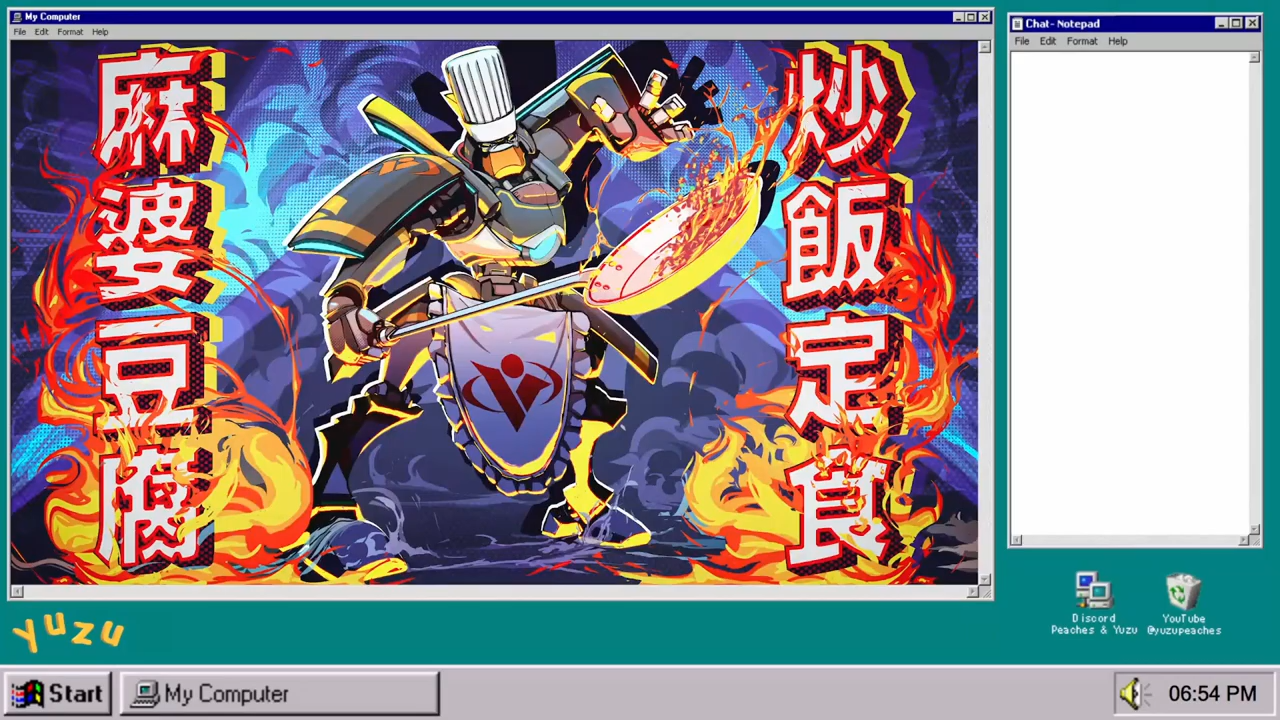 My Computer
File Edit Format Help
麻婆豆腐
炒飯定食
Chat- Notepad
File Edit Format Help
Discord
Peaches & Yuzu
YouTube
@yuzupeaches
yuzu
Start
My Computer
06:54 PM